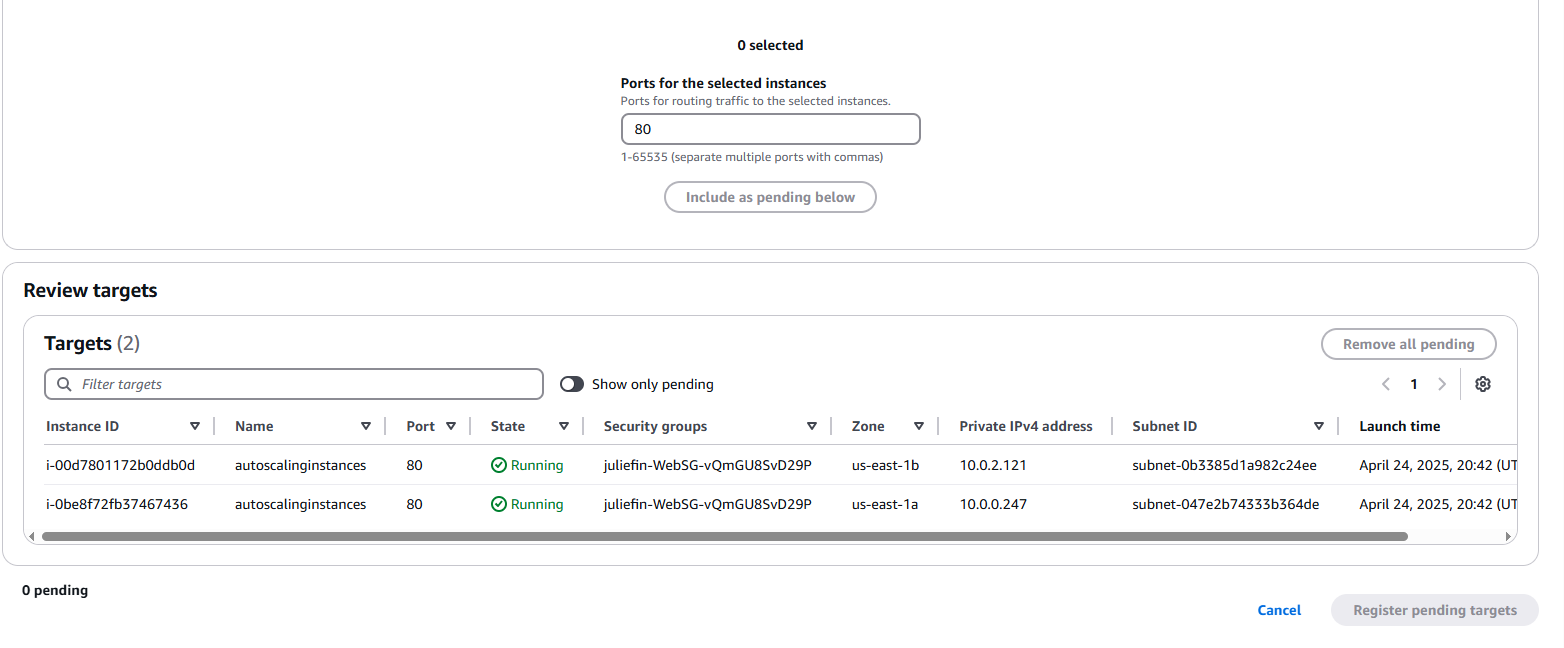 0 selected
Ports for the selected instances
Ports for routing traffic to the selected instances.
80
1-65535 (separate multiple ports with commas)
Include as pending below
Review targets
Targets (2)
Remove all pending
Filter targets
Show only pending
1
Instance ID Name Port State Security groups Zone Private IPv4 address Subnet ID Launch time
i-00d7801172b0ddb0d autoscalinginstances 80 Running juliefin-WebSG-vQmGU8SvD29P us-east-1b 10.0.2.121 subnet-0b3385d1a982c24ee April 24, 2025, 20:42 (UT
i-0be8f72fb37467436 autoscalinginstances 80 Running juliefin-WebSG-vQmGU8SvD29P us-east-1a 10.0.0.247 subnet-047e2b74333b364de April 24, 2025, 20:42 (UT
0 pending
Cancel
Register pending targets